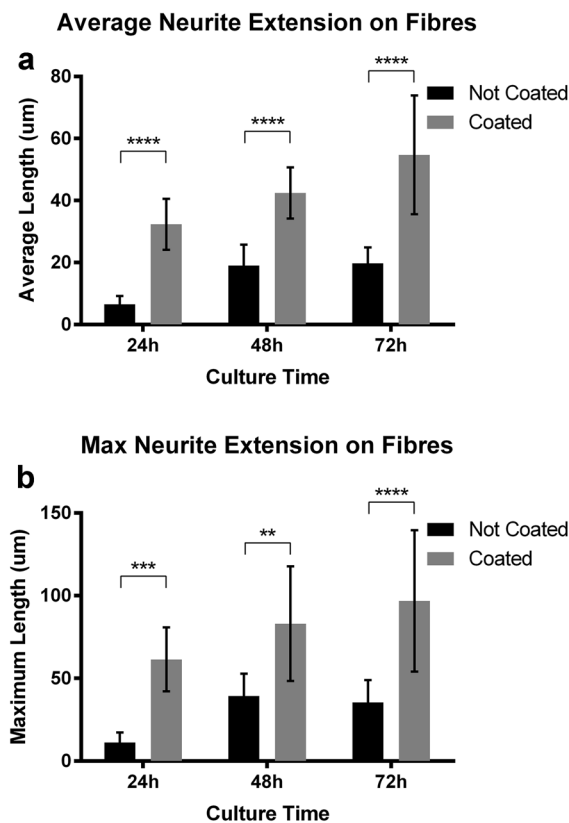 Average Neurite Extension on Fibres
a
80
60
40
20
0
Average Length (um)
****
****
****
Not Coated
Coated
24h 48h 72h
Culture Time
Max Neurite Extension on Fibres
b
150
100
50
0
Maximum Length (um)
***
**
****
Not Coated
Coated
24h 48h 72h
Culture Time